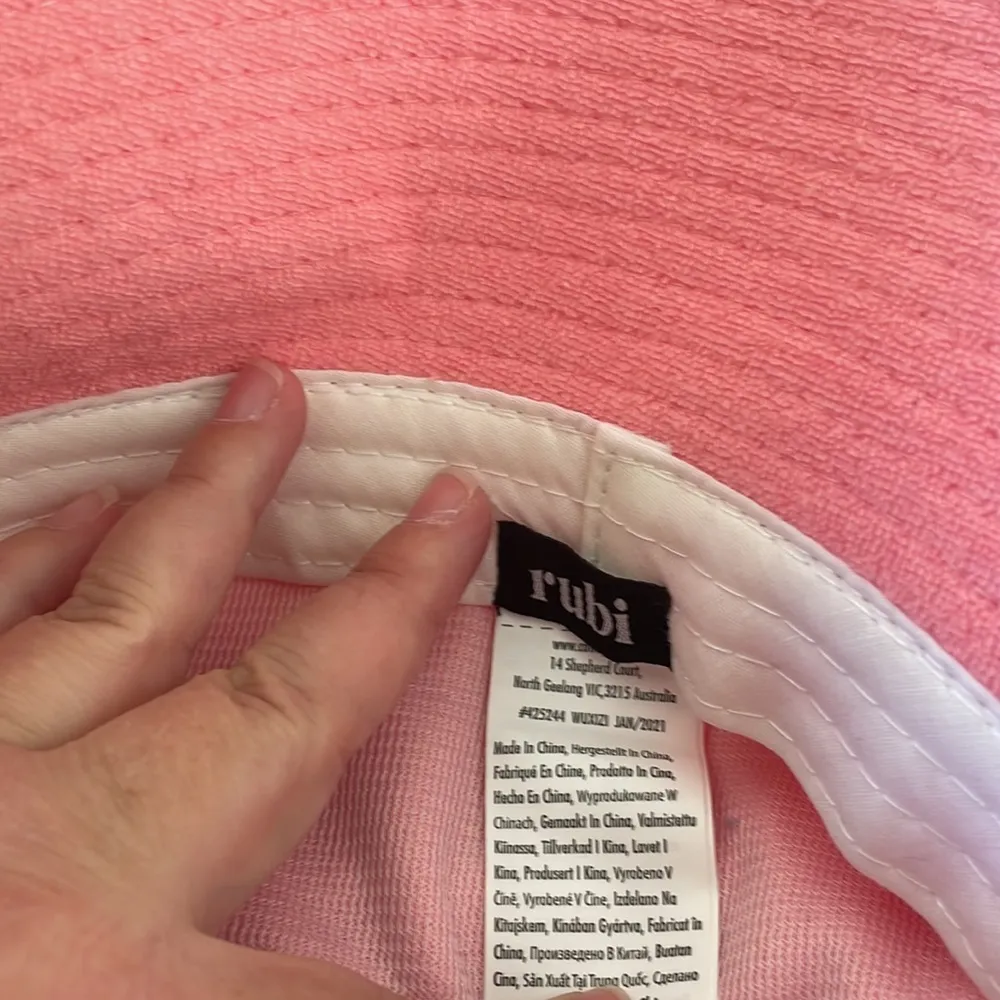 rubi
14 Shepherd Court,
North Geelong VIC,3215 Australia
#425244 WUXIZI JAN/2021
Made In China, Hergestellt In China,
Fabriqué En Chine, Prodotto In Cina,
Hecho En China, Wyprodukowane W
Chinach, Gemaakt In China, Valmistettu
Kiinassa, Tillverkad I Kina, Lavet I
Kina, Produsert I Kina, Vyrobeno V
Číně, Vyrobené V Číne, Izdelano Na
Kitajskem, Kínában Gyártva, Fabricat în
China, Произведено В Китай, Buatan
Cina, Sản Xuất Tại Trung Quốc, Сделано